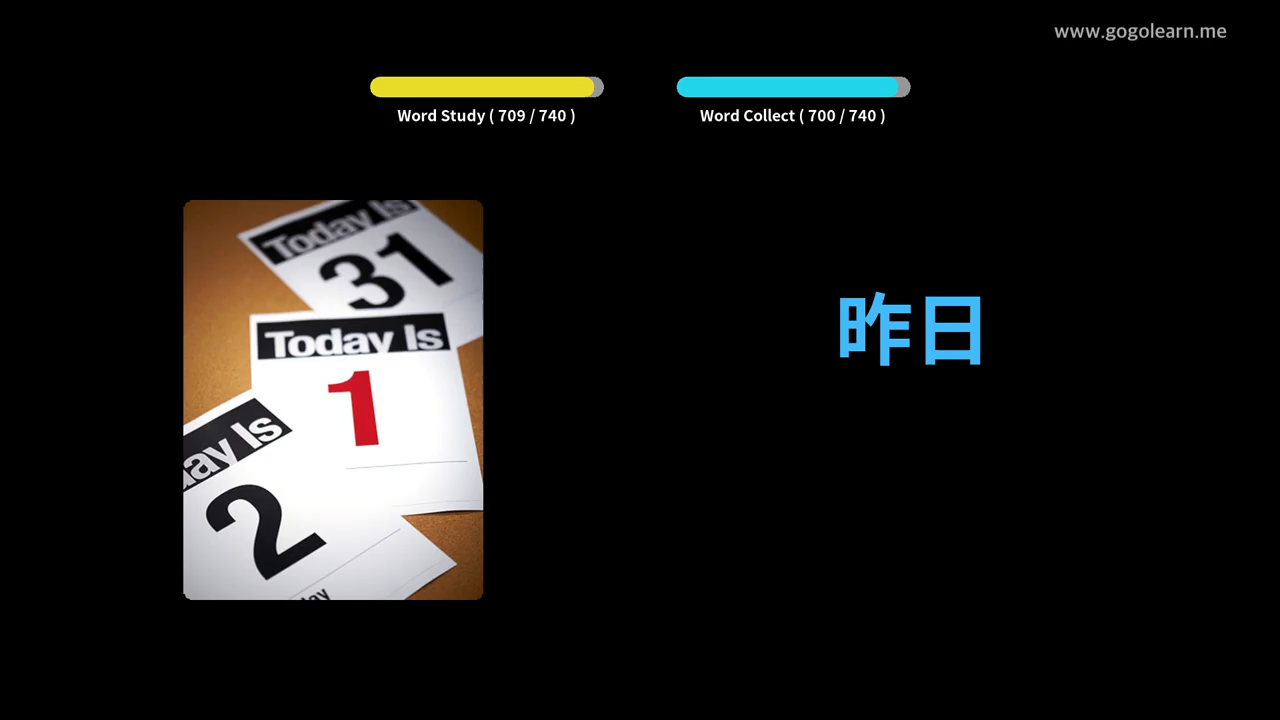 www.gogolearn.me
Word Study ( 709 / 740 )
Word Collect ( 700 / 740 )
Today Is
31
Today Is
1
ay Is
2
day
昨日